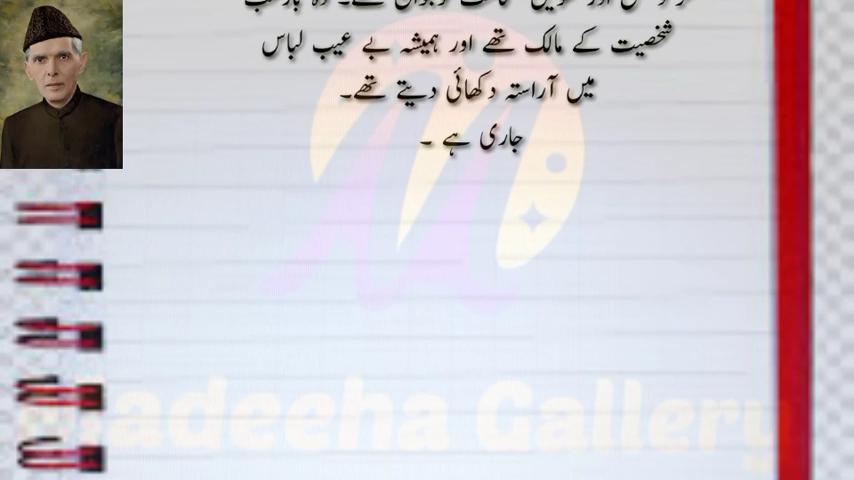 شخصیت کے مالک تھے اور ہمیشہ بے عیب لباس
میں آراستہ دکھائی دیتے تھے۔
جاری ہے ۔
adeeha Gallery